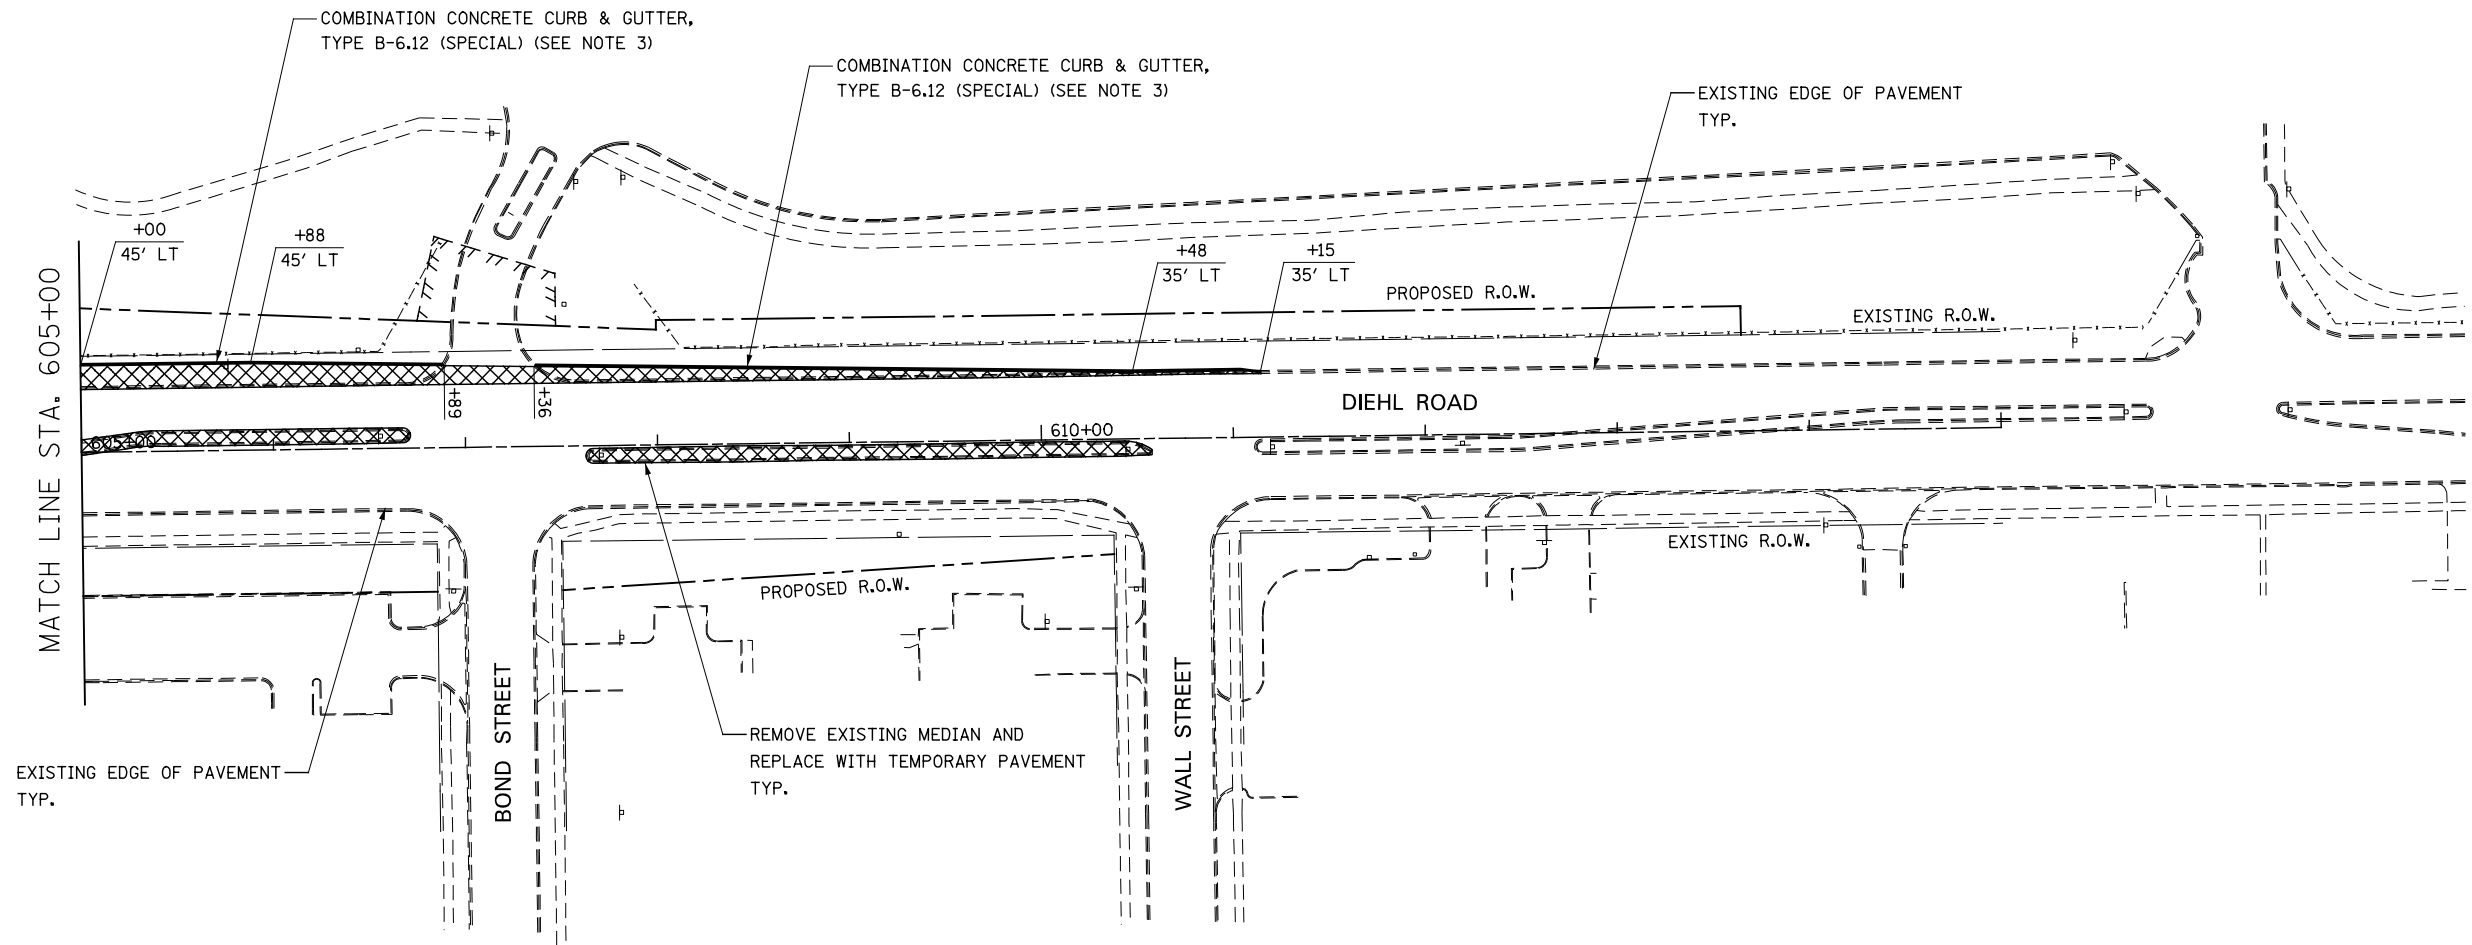 COMBINATION CONCRETE CURB & GUTTER,
TYPE B-6.12 (SPECIAL) (SEE NOTE 3)
COMBINATION CONCRETE CURB & GUTTER,
TYPE B-6.12 (SPECIAL) (SEE NOTE 3)
EXISTING EDGE OF PAVEMENT
TYP.
+00
45' LT
+88
45' LT
+48
35' LT
+15
35' LT
PROPOSED R.O.W.
EXISTING R.O.W.
MATCH LINE STA. 605+00
+89
+36
DIEHL ROAD
605+00
610+00
EXISTING R.O.W.
PROPOSED R.O.W.
BOND STREET
WALL STREET
REMOVE EXISTING MEDIAN AND
REPLACE WITH TEMPORARY PAVEMENT
TYP.
EXISTING EDGE OF PAVEMENT
TYP.